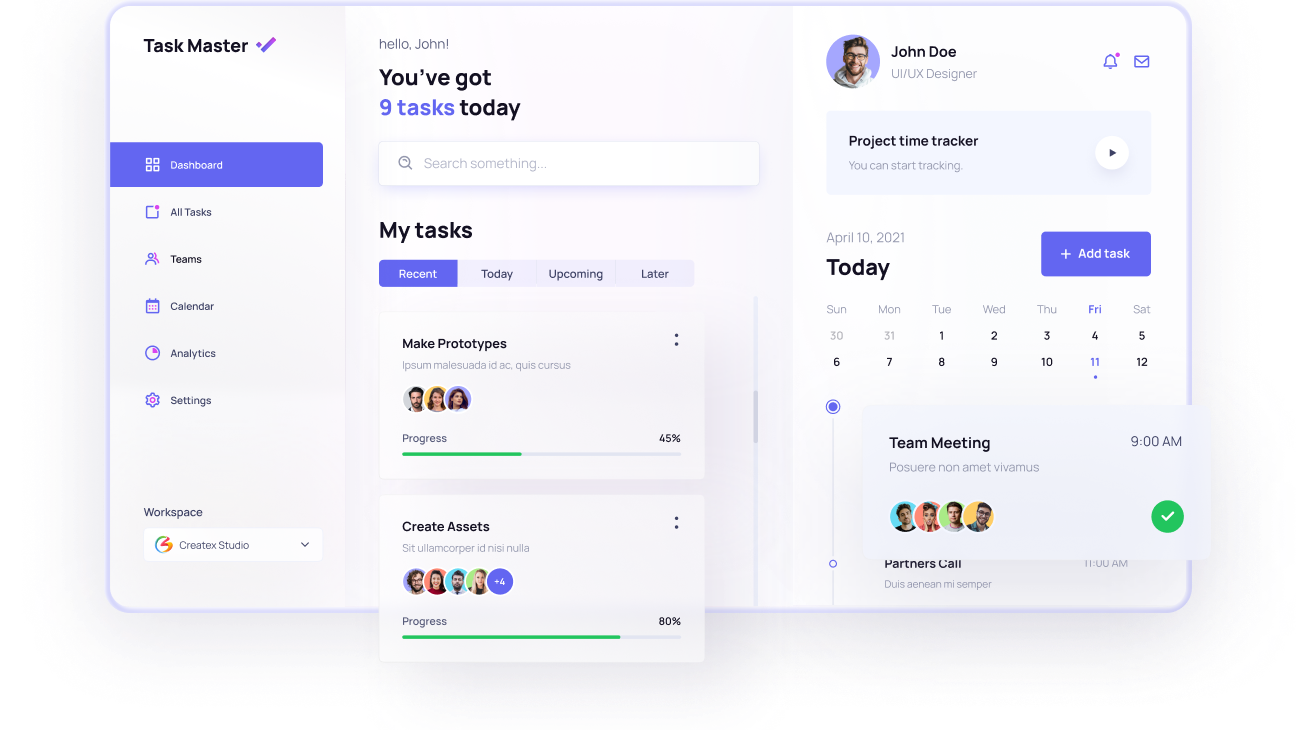 Task Master
Dashboard
All Tasks
Teams
Calendar
Analytics
Settings
Workspace
Createx Studio
hello, John!
You've got
9 tasks today
Search something...
My tasks
Recent Today Upcoming Later
Make Prototypes
Ipsum malesuada id ac, quis cursus
Progress 45%
Create Assets
Sit ullamcorper id nisi nulla
+4
Progress 80%
John Doe
UI/UX Designer
Project time tracker
You can start tracking.
April 10, 2021
Today
+ Add task
Sun Mon Tue Wed Thu Fri Sat
30 31 1 2 3 4 5
6 7 8 9 10 11 12
Team Meeting 9:00 AM
Posuere non amet vivamus
Partners Call 11:00 AM
Duis aenean mi semper